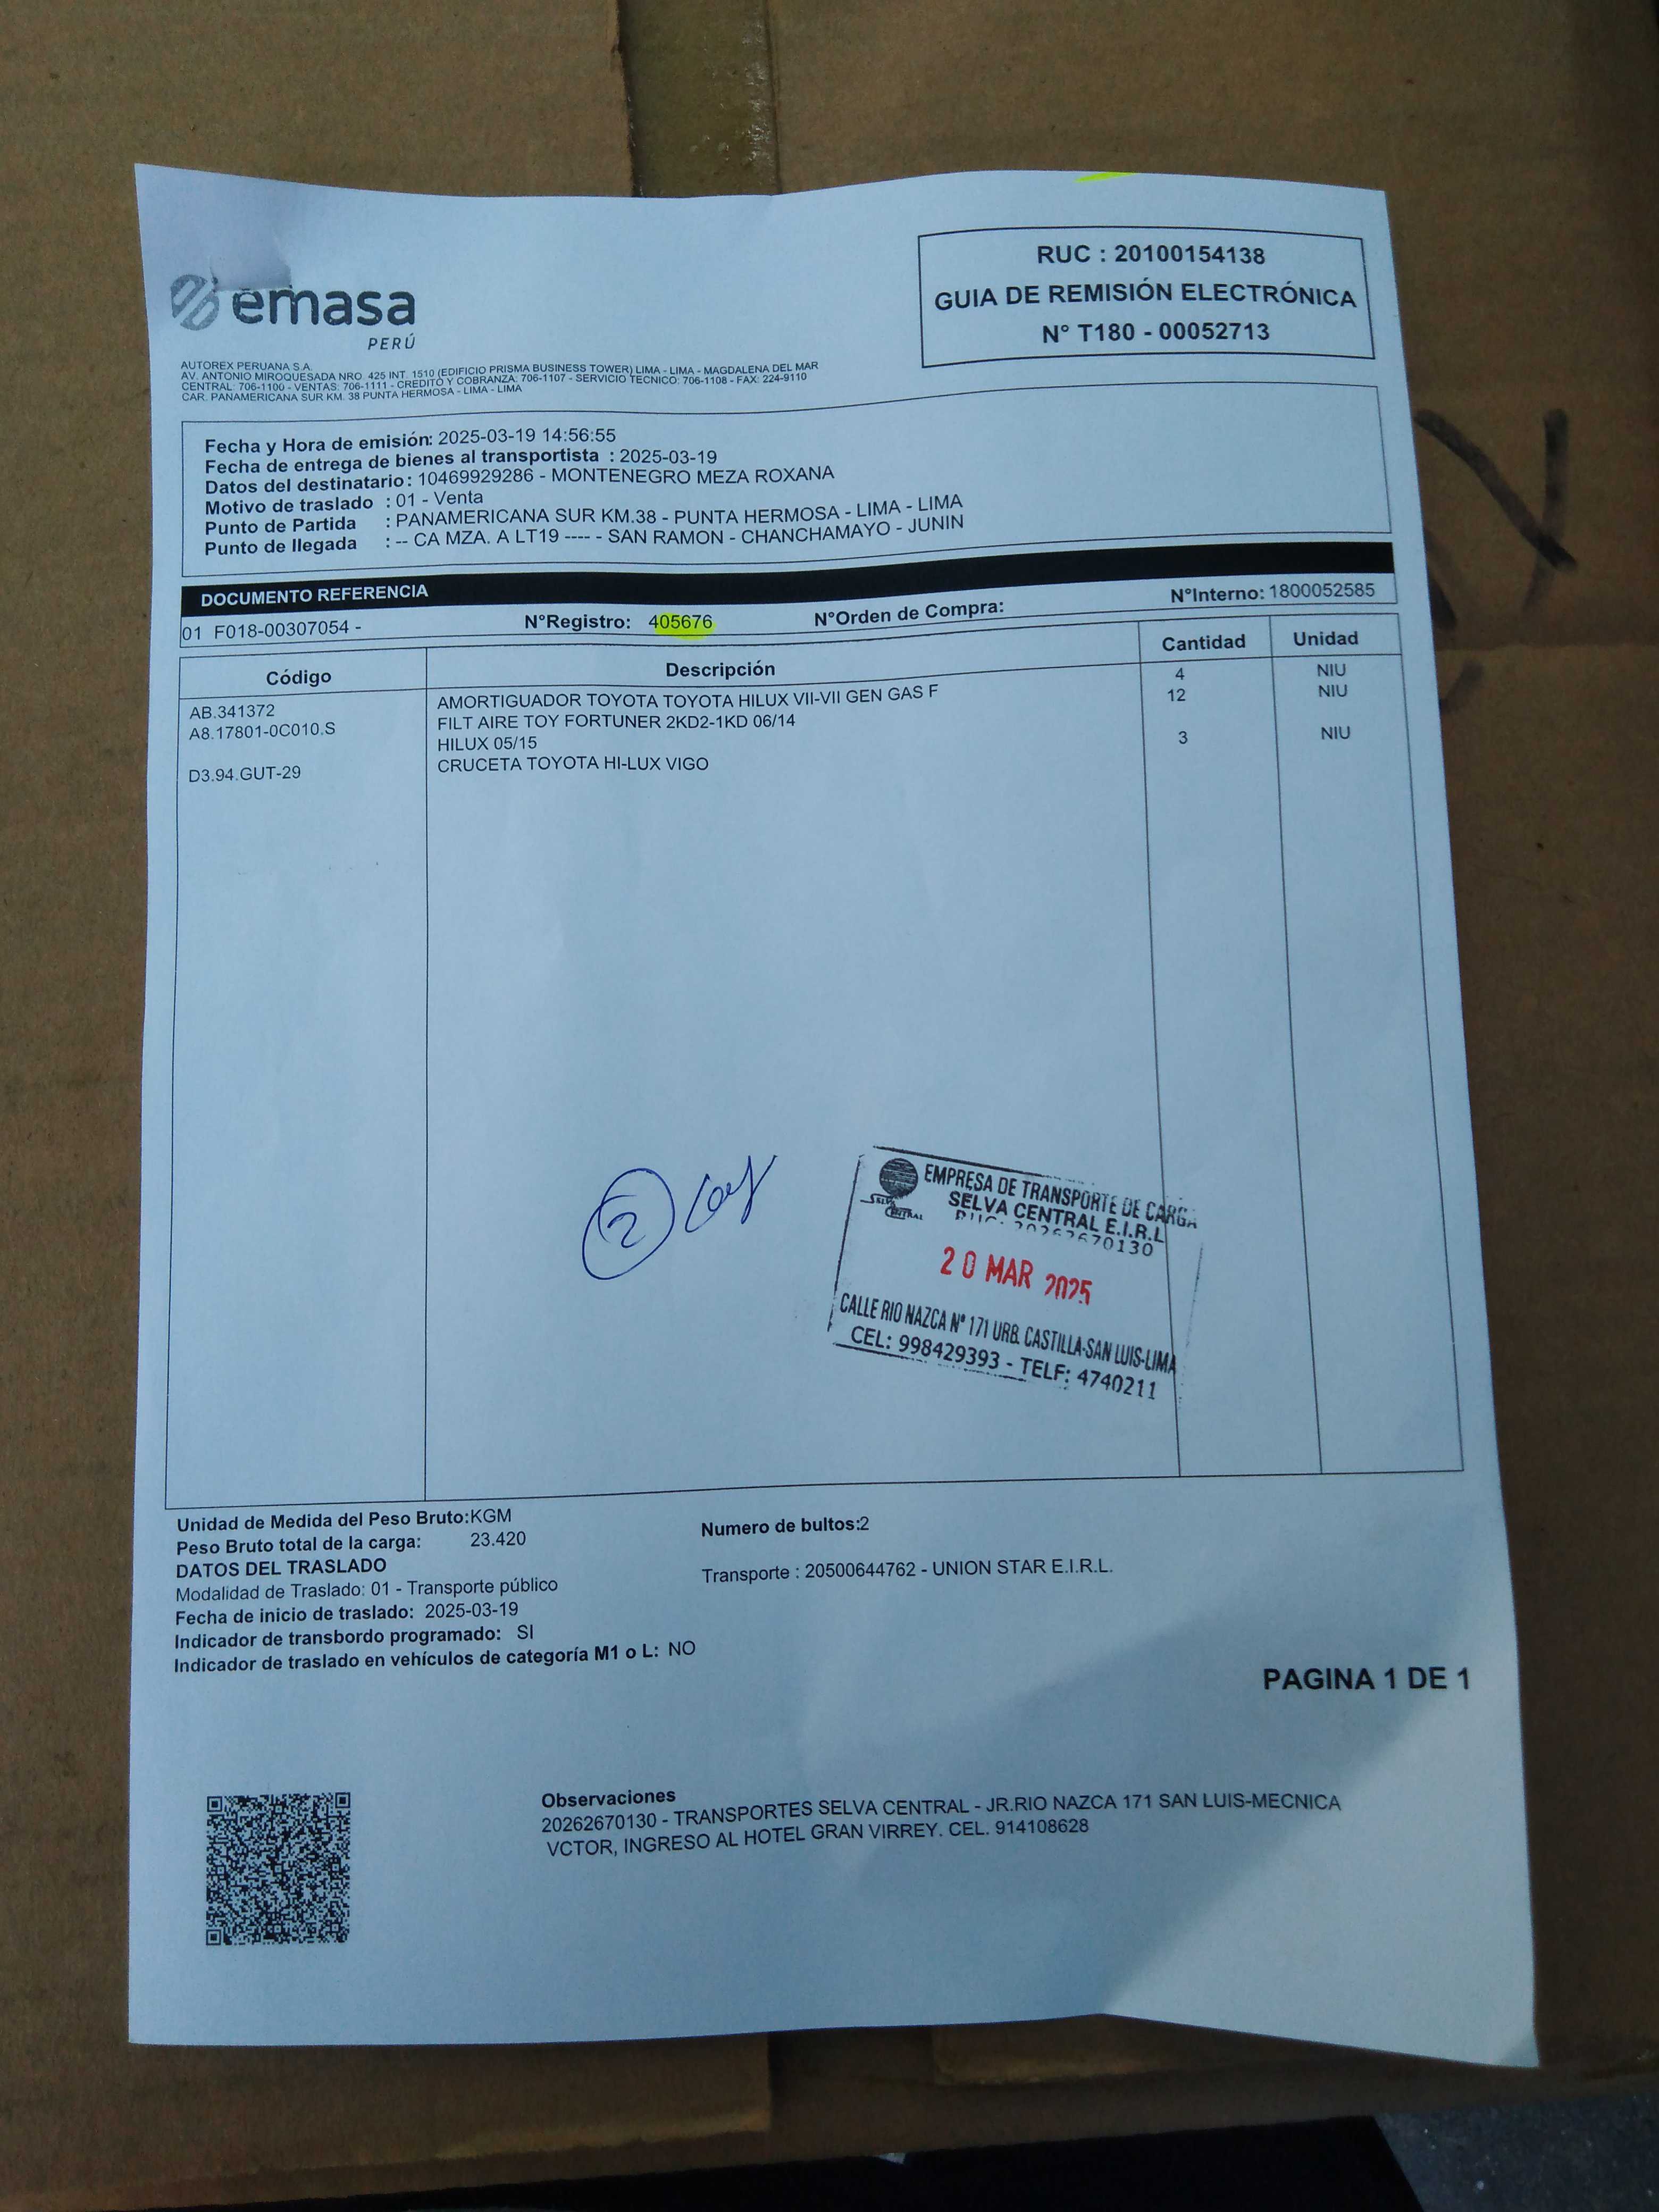 RUC : 20100154138
GUIA DE REMISIÓN ELECTRÓNICA
N° T180 - 00052713
emasa
PERÚ
AUTOREX PERUANA S.A.
AV. ANTONIO MIROQUESADA NRO. 425 INT. 1510 (EDIFICIO PRISMA BUSINESS TOWER) LIMA - LIMA - MAGDALENA DEL MAR
CENTRAL: 706-1100 - VENTAS: 706-1111 - CREDITO Y COBRANZA: 706-1107 - SERVICIO TECNICO: 706-1108 - FAX: 224-9110
CAR. PANAMERICANA SUR KM. 38 PUNTA HERMOSA - LIMA - LIMA
Fecha y Hora de emisión: 2025-03-19 14:56:55
Fecha de entrega de bienes al transportista : 2025-03-19
Datos del destinatario: 10469929286 - MONTENEGRO MEZA ROXANA
Motivo de traslado : 01 - Venta
Punto de Partida : PANAMERICANA SUR KM.38 - PUNTA HERMOSA - LIMA - LIMA
Punto de llegada : -- CA MZA. A LT19 ---- - SAN RAMON - CHANCHAMAYO - JUNIN
DOCUMENTO REFERENCIA
01 F018-00307054 - N°Registro: 405676 N°Orden de Compra: N°Interno: 1800052585
Código Descripción Cantidad Unidad
AB.341372 AMORTIGUADOR TOYOTA TOYOTA HILUX VII-VII GEN GAS F 4 NIU
A8.17801-0C010.S FILT AIRE TOY FORTUNER 2KD2-1KD 06/14 12 NIU
HILUX 05/15
D3.94.GUT-29 CRUCETA TOYOTA HI-LUX VIGO 3 NIU
2
SELVA CENTRAL
EMPRESA DE TRANSPORTE DE CARGA
SELVA CENTRAL E.I.R.L
RUC: 20262670130
20 MAR 2025
CALLE RIO NAZCA N° 171 URB. CASTILLA-SAN LUIS-LIMA
CEL: 998429393 - TELF: 4740211
Unidad de Medida del Peso Bruto:KGM
Peso Bruto total de la carga: 23.420
Numero de bultos:2
DATOS DEL TRASLADO
Modalidad de Traslado: 01 - Transporte público
Transporte : 20500644762 - UNION STAR E.I.R.L.
Fecha de inicio de traslado: 2025-03-19
Indicador de transbordo programado: SI
Indicador de traslado en vehículos de categoría M1 o L: NO
PAGINA 1 DE 1
Observaciones
20262670130 - TRANSPORTES SELVA CENTRAL - JR.RIO NAZCA 171 SAN LUIS-MECNICA
VCTOR, INGRESO AL HOTEL GRAN VIRREY. CEL. 914108628